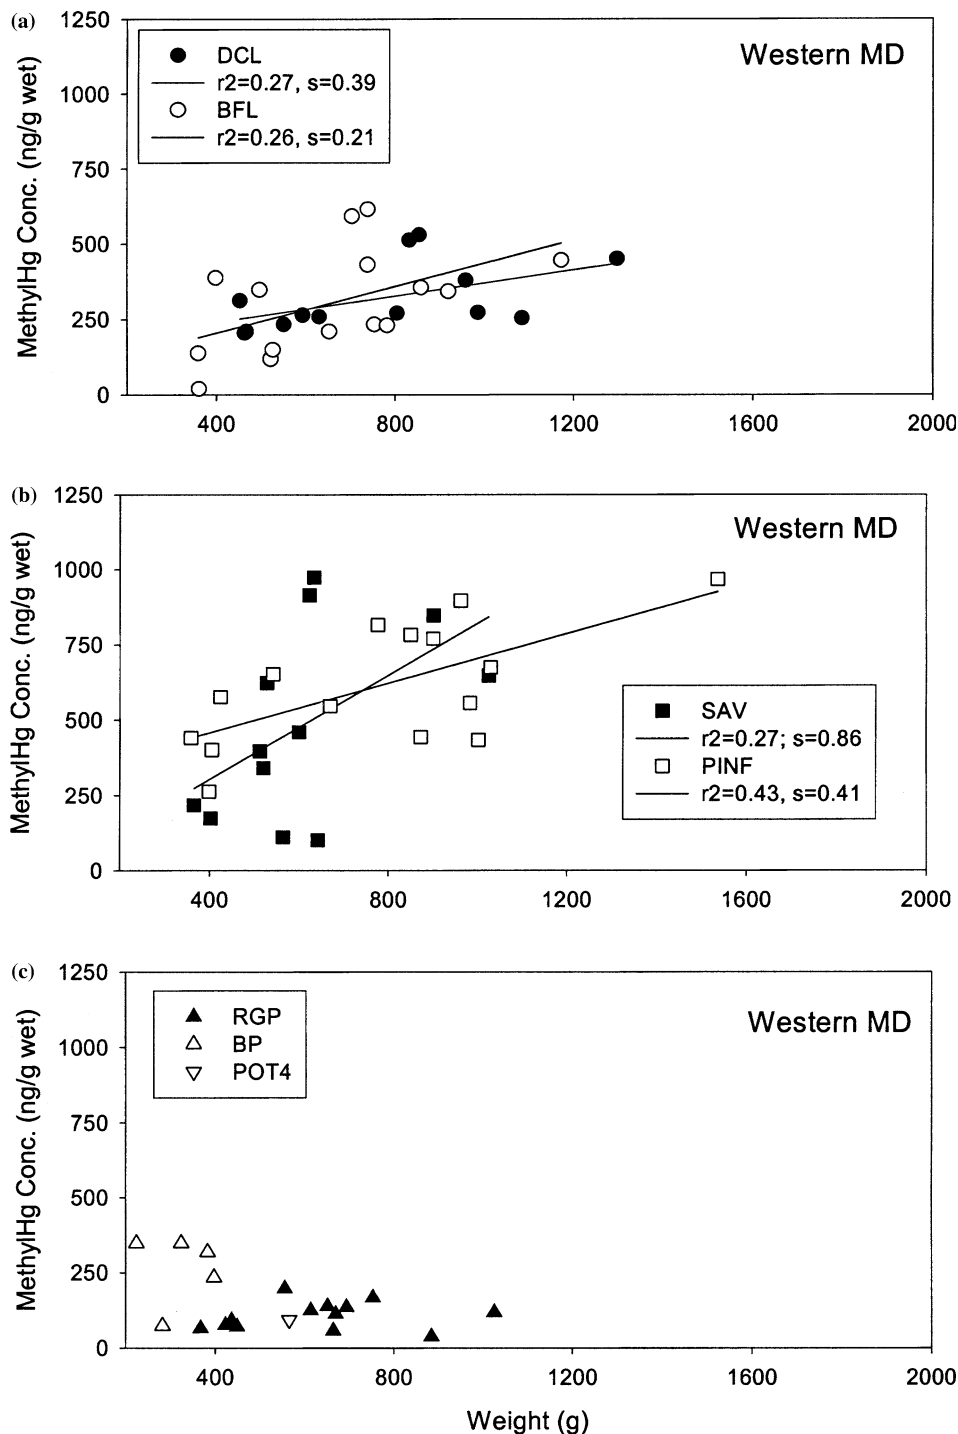 (a)
1250
1000
750
500
250
0
MethylHg Conc. (ng/g wet)
DCL
r2=0.27, s=0.39
BFL
r2=0.26, s=0.21
Western MD
400 800 1200 1600 2000
(b)
1250
1000
750
500
250
0
MethylHg Conc. (ng/g wet)
Western MD
SAV
r2=0.27; s=0.86
PINF
r2=0.43, s=0.41
400 800 1200 1600 2000
(c)
1250
1000
750
500
250
0
MethylHg Conc. (ng/g wet)
RGP
BP
POT4
Western MD
400 800 1200 1600 2000
Weight (g)